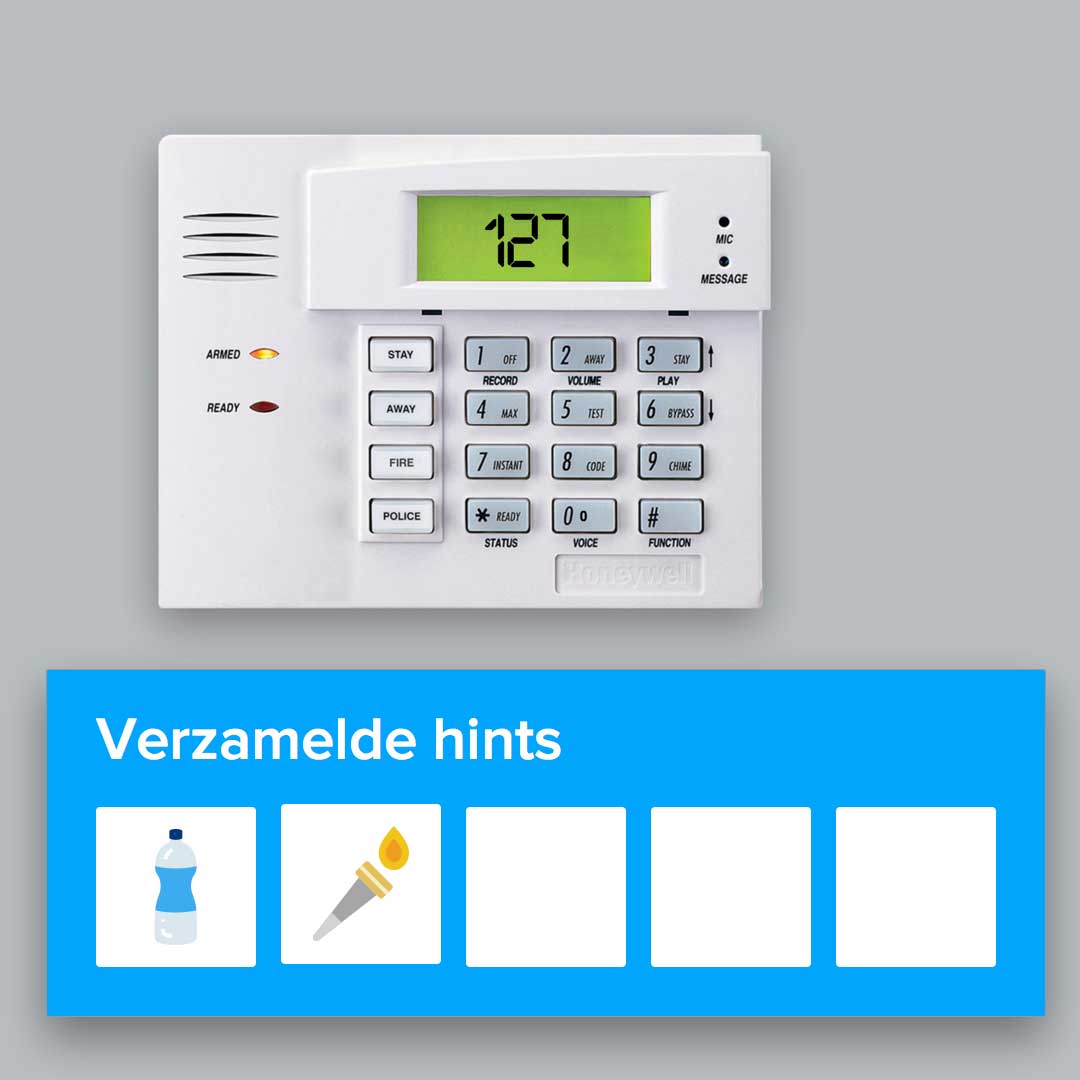 127
MIC
MESSAGE
ARMED
STAY
1 OFF
2 AWAY
3 STAY ↑
RECORD
VOLUME
PLAY
READY
AWAY
4 MAX
5 TEST
6 BYPASS ↓
FIRE
7 INSTANT
8 CODE
9 CHIME
POLICE
* READY
0 o
#
STATUS
VOICE
FUNCTION
Honeywell
Verzamelde hints